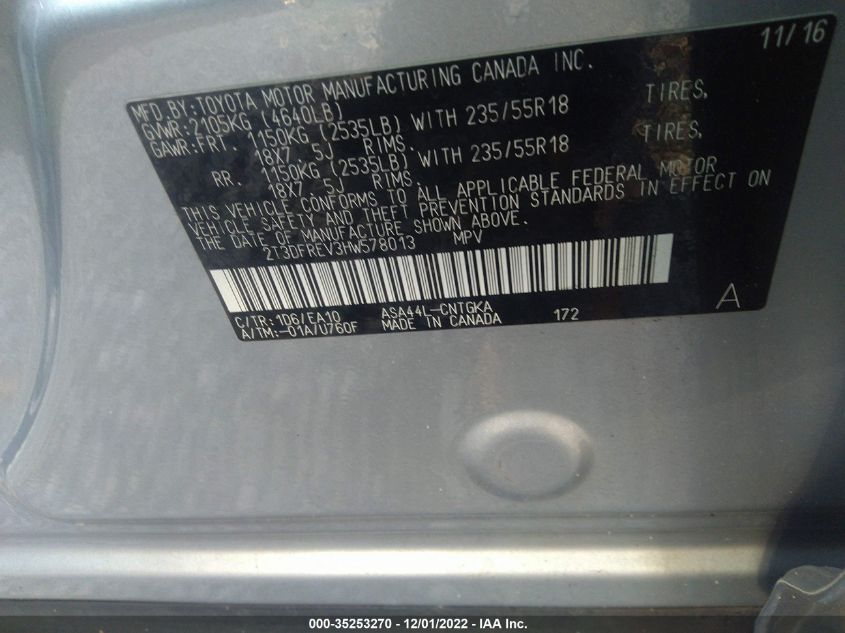 11/16
MFD.BY:TOYOTA MOTOR MANUFACTURING CANADA INC.
GVWR:2105KG (4640LB)
GAWR:FRT. 1150KG (2535LB) WITH 235/55R18 TIRES,
18X7.5J RIMS.
RR. 1150KG (2535LB) WITH 235/55R18 TIRES,
18X7.5J RIMS.
THIS VEHICLE CONFORMS TO ALL APPLICABLE FEDERAL MOTOR
VEHICLE SAFETY AND THEFT PREVENTION STANDARDS IN EFFECT ON
THE DATE OF MANUFACTURE SHOWN ABOVE.
2T3DFREV3HW578013 MPV
C/TR:1D6/EA10 ASA44L-CNTGKA 172
A/TM:-01A/U760F MADE IN CANADA
A
000-35253270 - 12/01/2022 - IAA Inc.